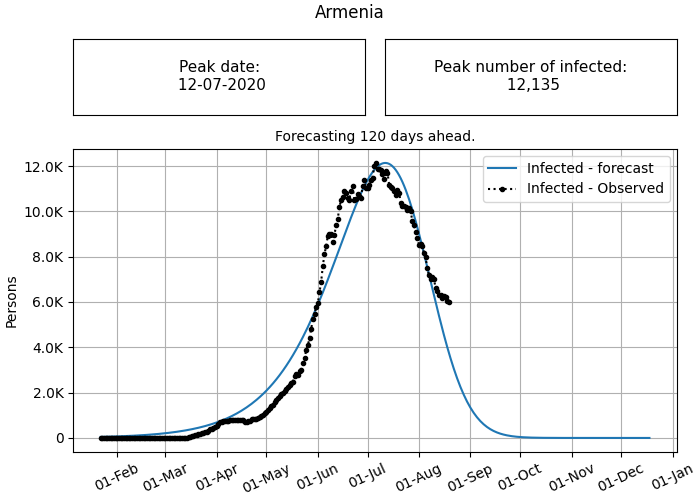 Armenia
Peak date:
12-07-2020
Peak number of infected:
12,135
Forecasting 120 days ahead.
Infected - forecast
Infected - Observed
Persons
12.0K
10.0K
8.0K
6.0K
4.0K
2.0K
0
01-Feb
01-Mar
01-Apr
01-May
01-Jun
01-Jul
01-Aug
01-Sep
01-Oct
01-Nov
01-Dec
01-Jan